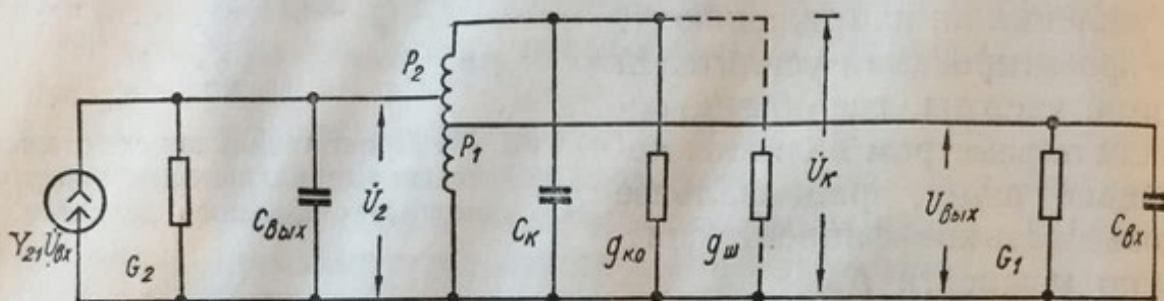 Y₂₁U̇вх
G₂
Cвых
U̇₂
P₂
P₁
Cк
gко
gш
U̇к
Uвых
G₁
Cвх